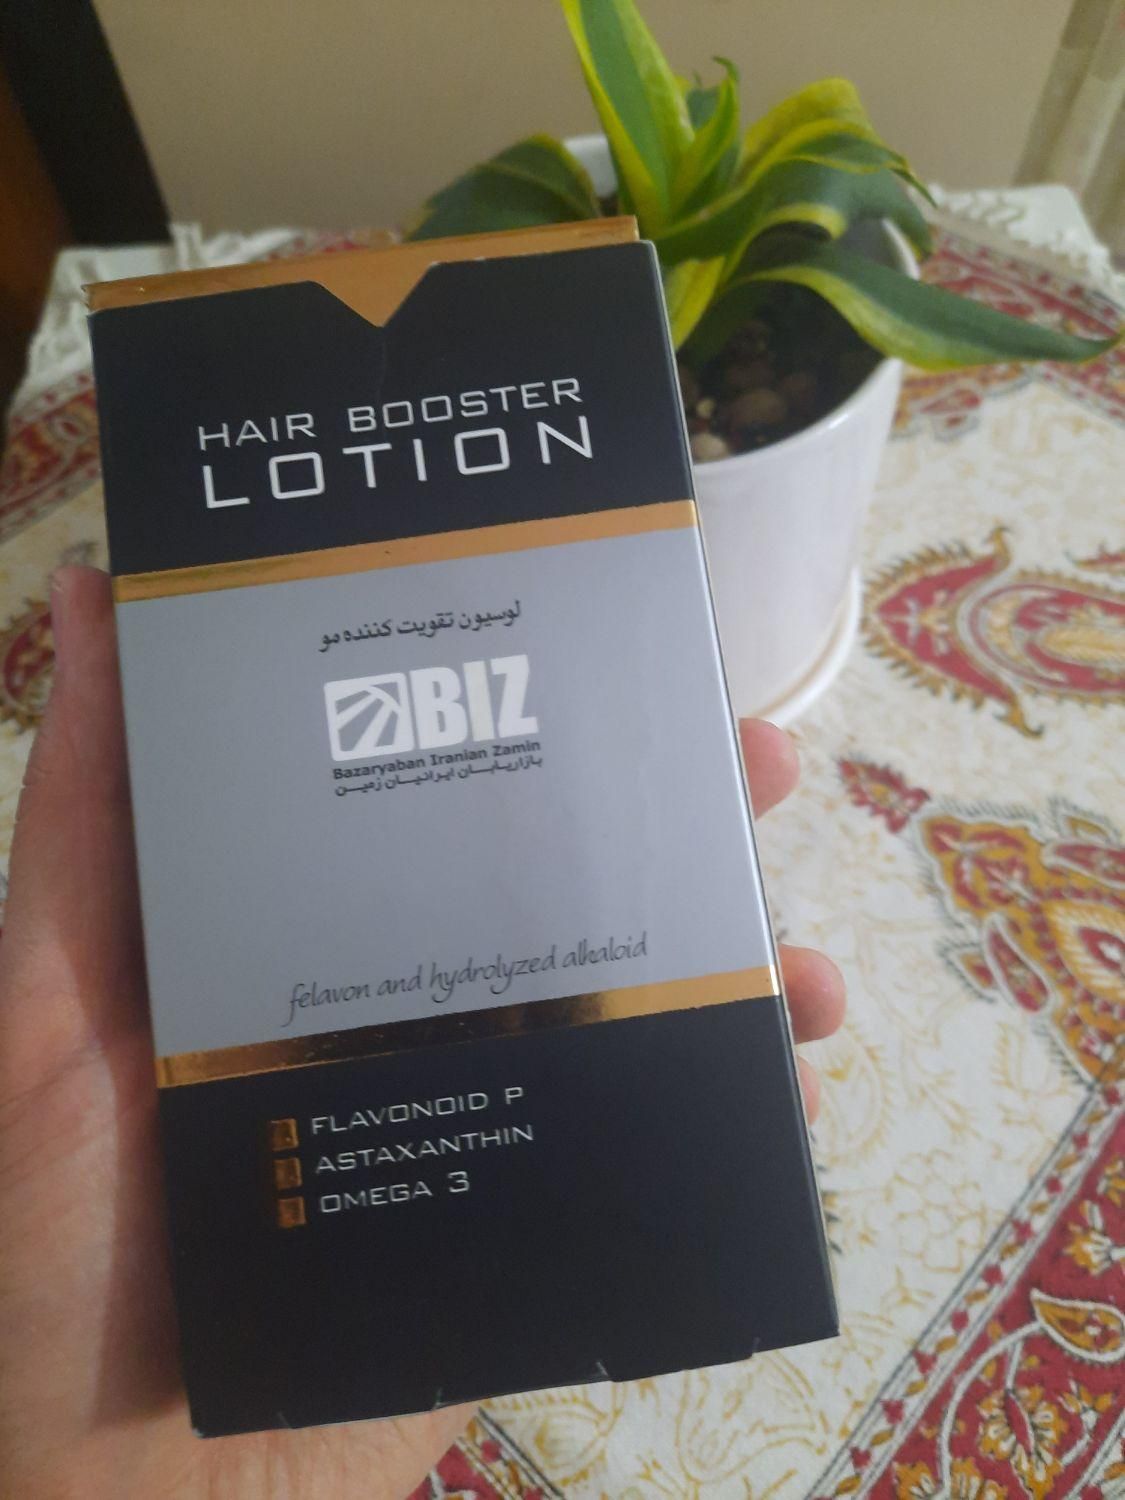 HAIR BOOSTER
LOTION
لوسیون تقویت کننده مو
BIZ
Bazaryaban Iranian Zamin
بازاریابان ایرانیان زمین
felavon and hydrolyzed alkaloid
FLAVONOID P
ASTAXANTHIN
OMEGA 3